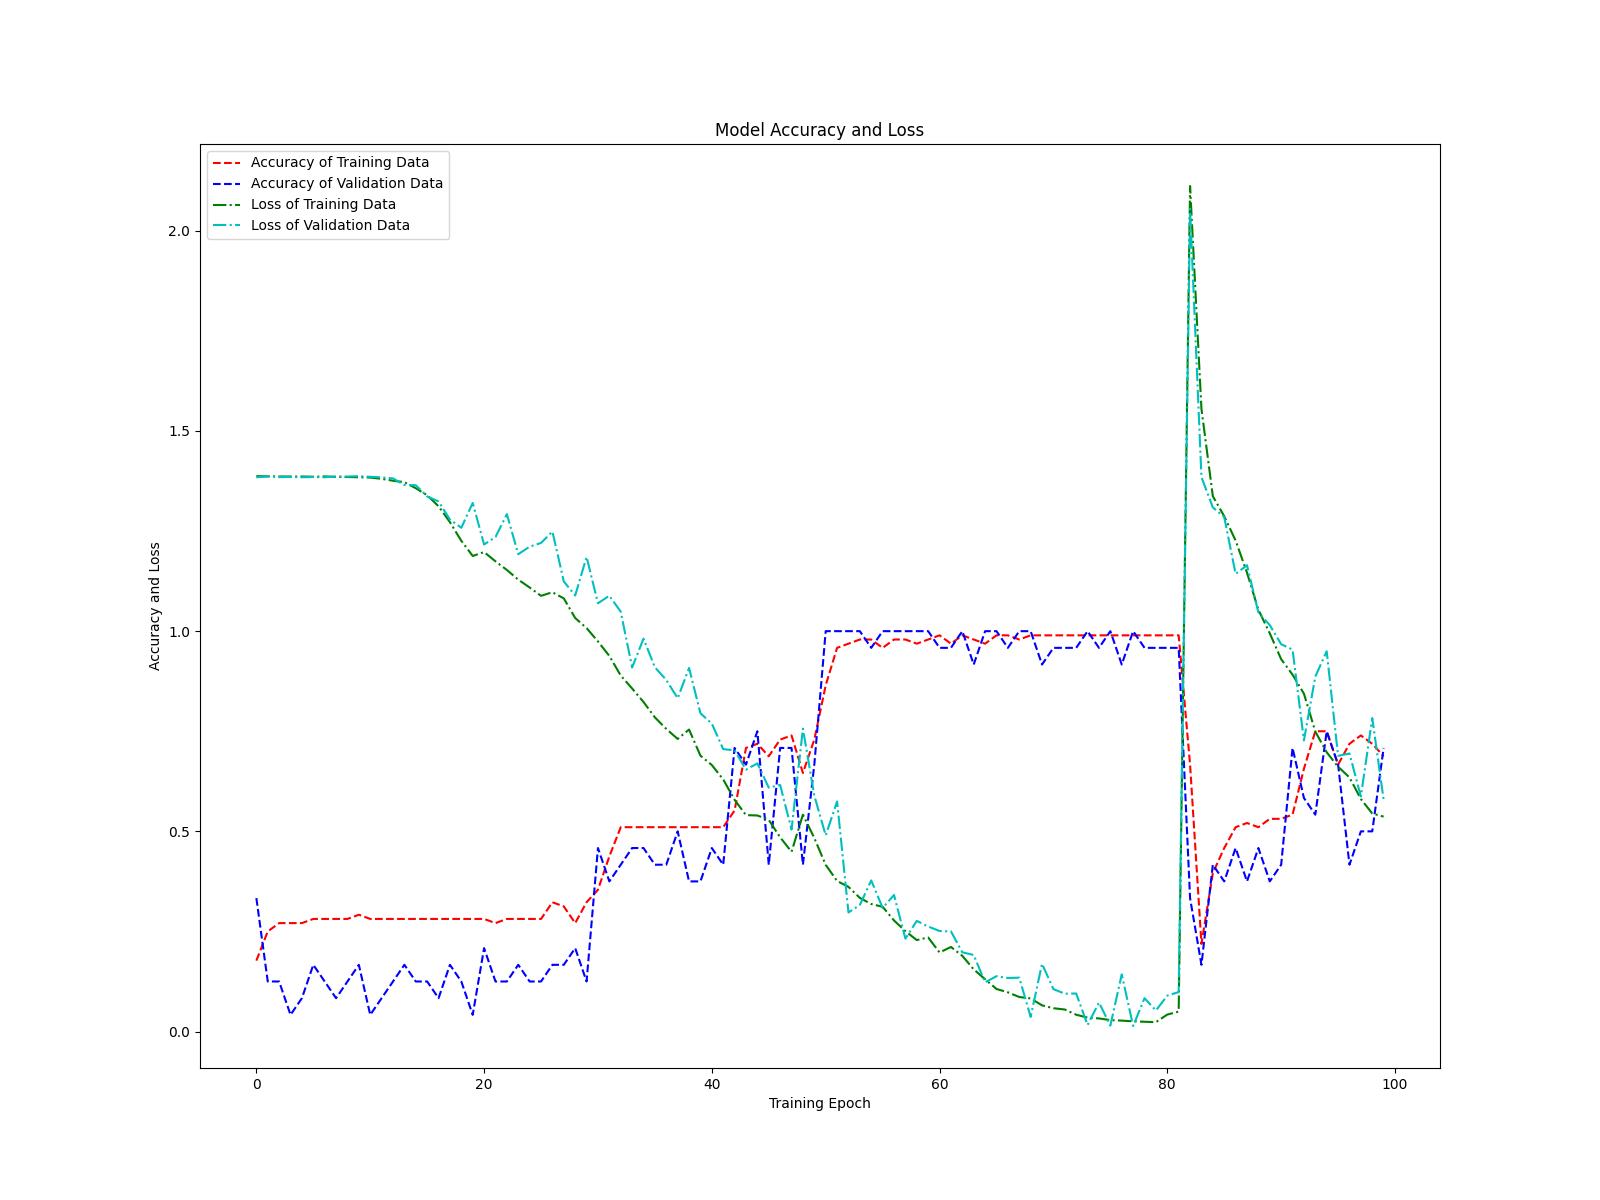 Model Accuracy and Loss
Accuracy of Training Data
Accuracy of Validation Data
Loss of Training Data
Loss of Validation Data
2.0
1.5
1.0
0.5
0.0
Accuracy and Loss
0 20 40 60 80 100
Training Epoch